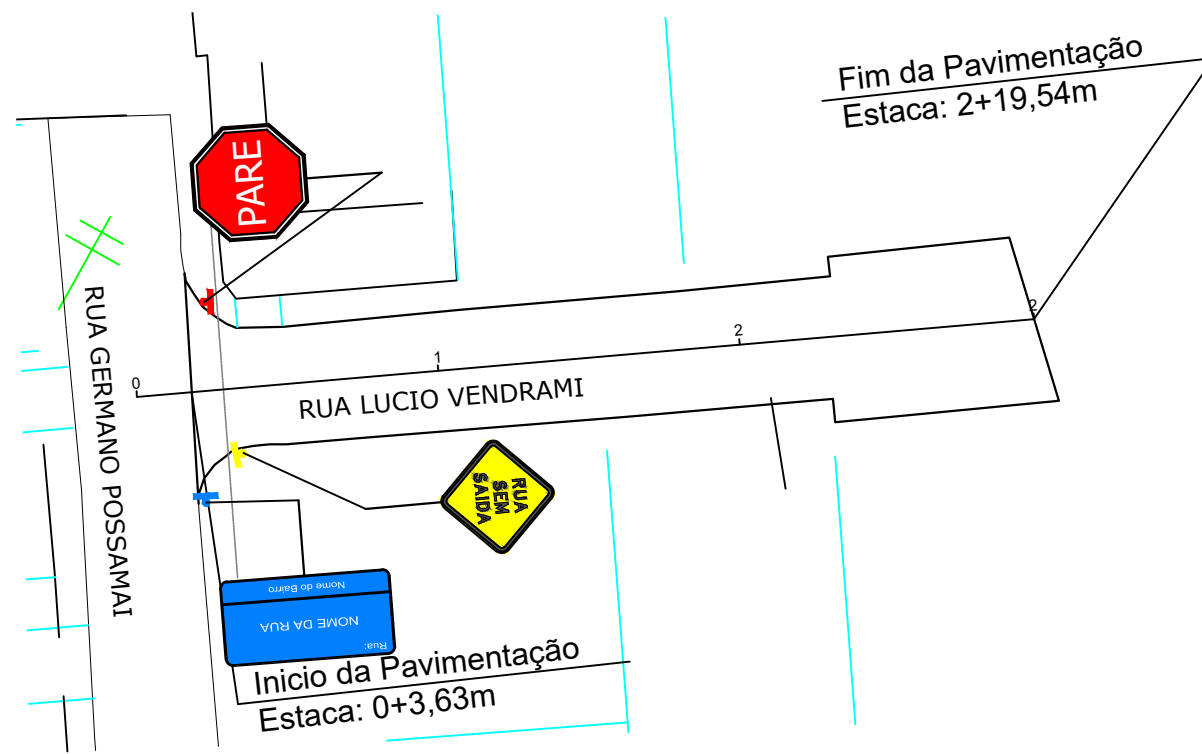 Fim da Pavimentação
Estaca: 2+19,54m
PARE
RUA GERMANO POSSAMAI
0
1
2
2
RUA LUCIO VENDRAMI
RUA
SEM
SAIDA
Nome do Bairro
NOME DA RUA
Rua:
Inicio da Pavimentação
Estaca: 0+3,63m